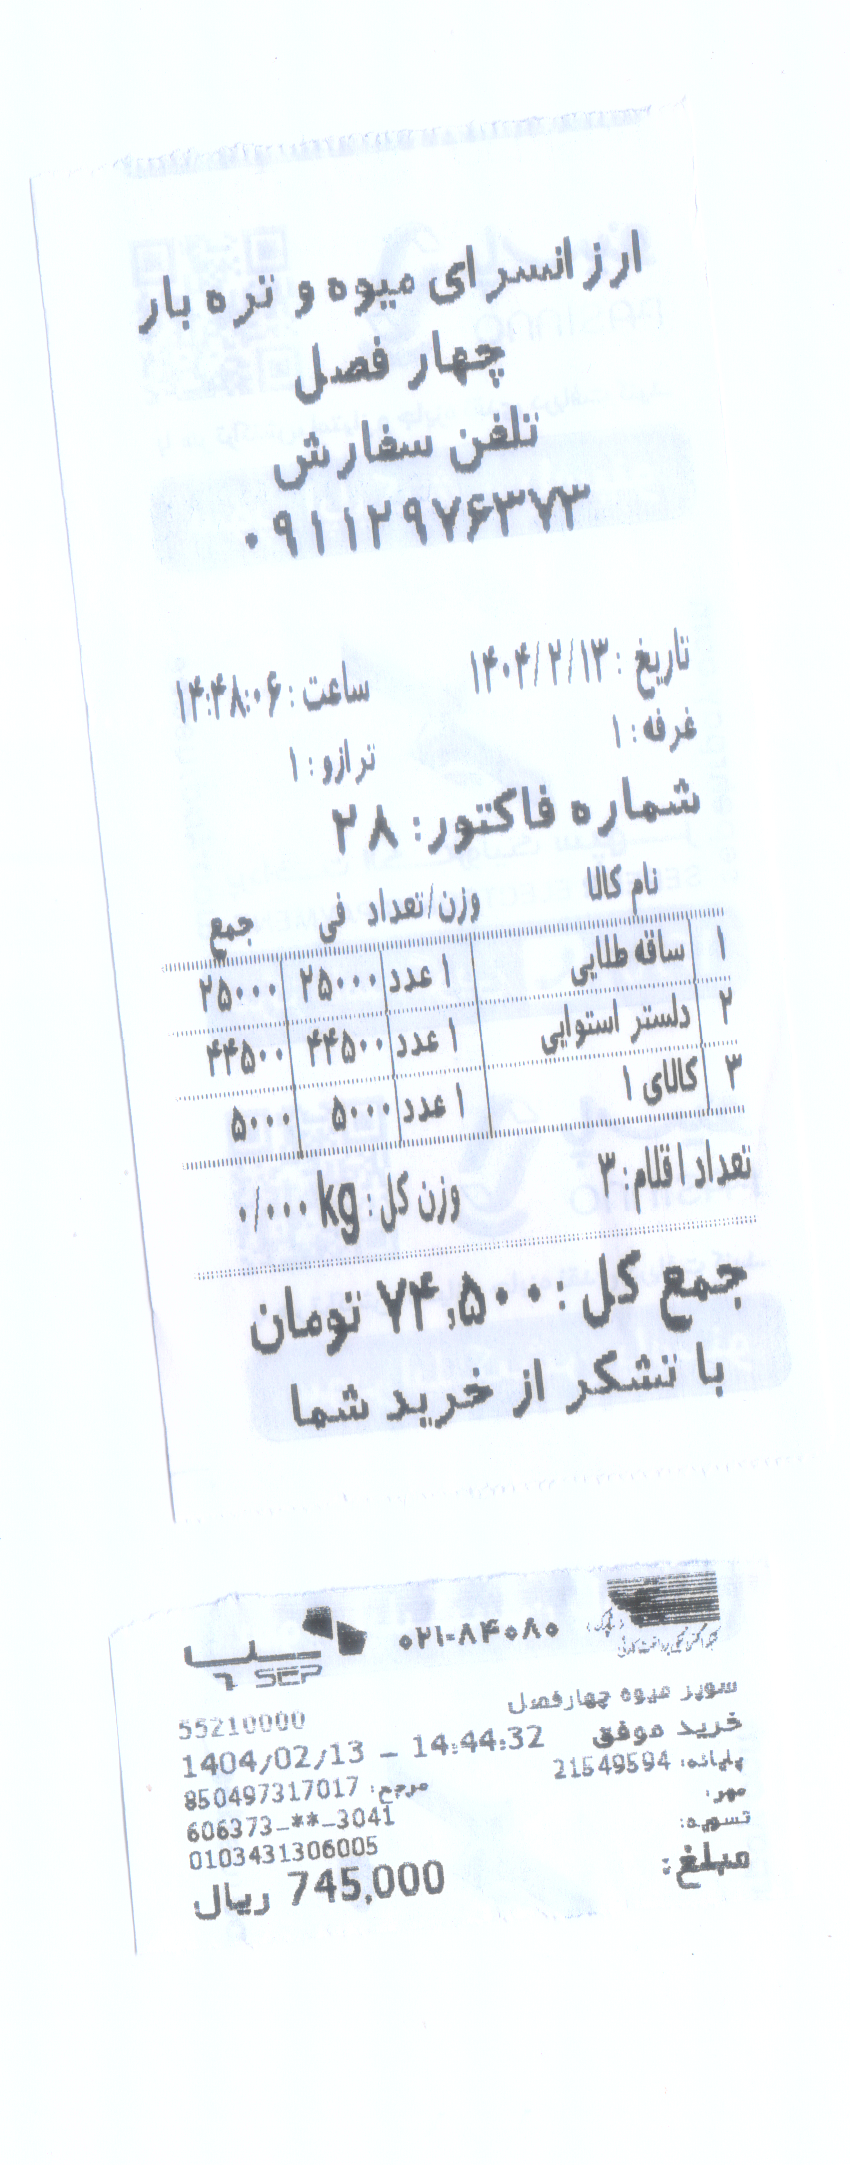 ارزانسرای میوه و تره بار
چهار فصل
تلفن سفارش
۰۹۱۱۲۹۷۶۳۷۳
تاریخ : ۱۴۰۴/۲/۱۳ ساعت : ۱۴:۴۸:۰۶
غرفه : ۱ ترازو : ۱
شماره فاکتور : ۲۸
نام کالا وزن/تعداد فی جمع
۱ ساقه طلایی ۱ عدد ۲۵۰۰۰ ۲۵۰۰۰
۲ دلستر استوایی ۱ عدد ۴۴۵۰۰ ۴۴۵۰۰
۳ کالای ۱ ۱ عدد ۵۰۰۰ ۵۰۰۰
تعداد اقلام : ۳ وزن کل : ۰/۰۰۰ kg
جمع کل : ۷۴,۵۰۰ تومان
با تشکر از خرید شما
۰۲۱-۸۴۰۸۰
SEP
سوپر میوه چهارفصل
55210000
خرید موفق 14:44:32 – 1404/02/13
پایانه: 21549594 مرجع: 850497317017
مهر: 606373-**-3041
تسویه: 0103431306005
مبلغ: 745,000 ریال